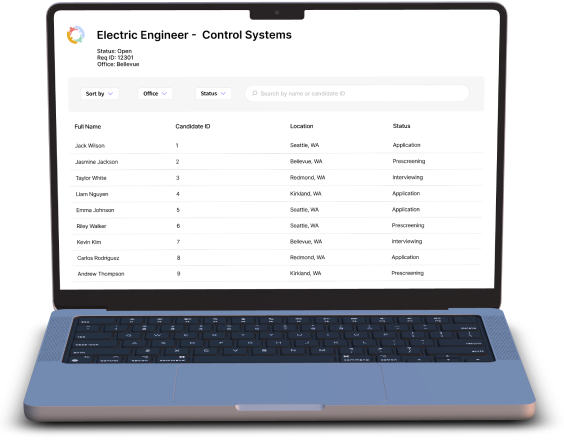 Electric Engineer - Control Systems
Status: Open
Req ID: 12301
Office: Bellevue
Sort by Office Status Search by name or candidate ID
Full Name Candidate ID Location Status
Jack Wilson 1 Seattle, WA Application
Jasmine Jackson 2 Bellevue, WA Prescreening
Taylor White 3 Redmond, WA Interviewing
Liam Nguyen 4 Kirkland, WA Application
Emma Johnson 5 Seattle, WA Application
Riley Walker 6 Seattle, WA Prescreening
Kevin Kim 7 Bellevue, WA Interviewing
Carlos Rodriguez 8 Redmond, WA Application
Andrew Thompson 9 Kirkland, WA Prescreening